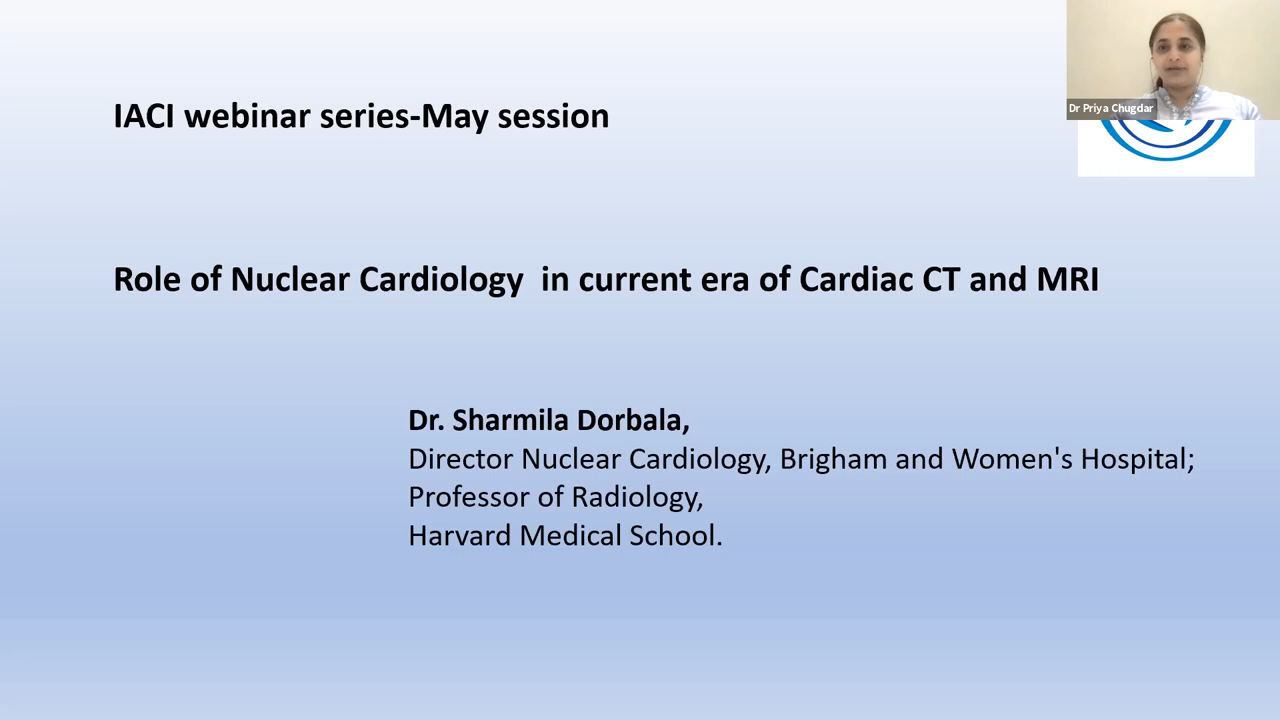 Dr Priya Chugdar
IACI webinar series-May session
Role of Nuclear Cardiology in current era of Cardiac CT and MRI
Dr. Sharmila Dorbala,
Director Nuclear Cardiology, Brigham and Women's Hospital;
Professor of Radiology,
Harvard Medical School.